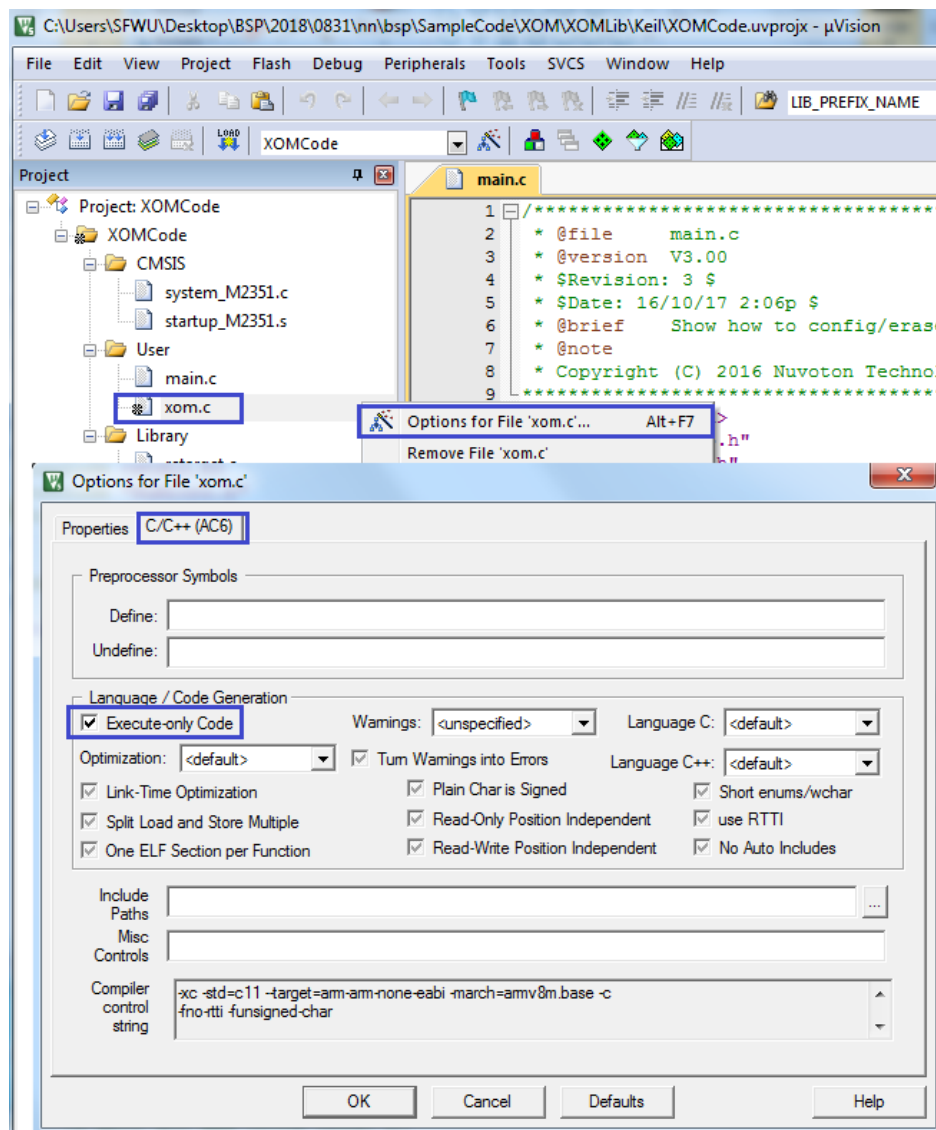 C:\Users\SFWU\Desktop\BSP\2018\0831\nn\bsp\SampleCode\XOM\XOMLib\Keil\XOMCode.uvprojx - µVision
File Edit View Project Flash Debug Peripherals Tools SVCS Window Help
LIB_PREFIX_NAME
LOAD XOMCode
Project
main.c
Project: XOMCode
XOMCode
CMSIS
system_M2351.c
startup_M2351.s
User
main.c
xom.c
Library
1 /************************************
2 * @file main.c
3 * @version V3.00
4 * $Revision: 3 $
5 * $Date: 16/10/17 2:06p $
6 * @brief Show how to config/eras
7 * @note
8 * Copyright (C) 2016 Nuvoton Techno
9 *************************************
>
.h"
h"
Options for File 'xom.c'... Alt+F7
Remove File 'xom.c'
Options for File 'xom.c'
Properties C/C++ (AC6)
Preprocessor Symbols
Define:
Undefine:
Language / Code Generation
Execute-only Code Warnings: <unspecified> Language C: <default>
Optimization: <default> Turn Warnings into Errors Language C++: <default>
Link-Time Optimization Plain Char is Signed Short enums/wchar
Split Load and Store Multiple Read-Only Position Independent use RTTI
One ELF Section per Function Read-Write Position Independent No Auto Includes
Include
Paths
...
Misc
Controls
Compiler
control
string
-xc -std=c11 --target=arm-arm-none-eabi -march=armv8m.base -c
-fno-rtti -funsigned-char
OK Cancel Defaults Help